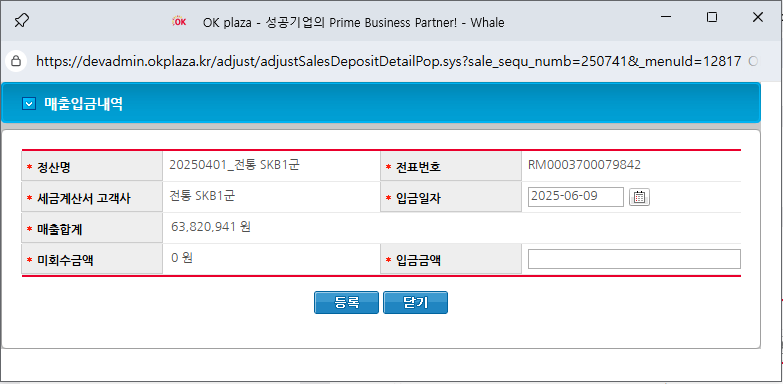 OK plaza - 성공기업의 Prime Business Partner! - Whale
https://devadmin.okplaza.kr/adjust/adjustSalesDepositDetailPop.sys?sale_sequ_numb=250741&_menuId=12817
매출입금내역
* 정산명 20250401_전통 SKB1군 * 전표번호 RM0003700079842
* 세금계산서 고객사 전통 SKB1군 * 입금일자 2025-06-09
* 매출합계 63,820,941 원
* 미회수금액 0 원 * 입금금액
등록 닫기